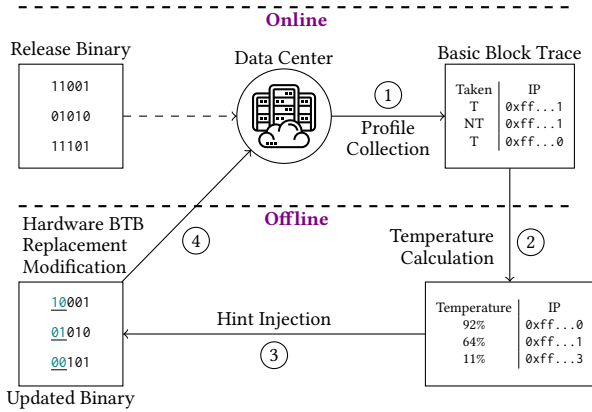 Online
Release Binary
11001
01010
11101
Data Center
1
Profile
Collection
Basic Block Trace
Taken IP
T 0xff...1
NT 0xff...1
T 0xff...0
Offline
Hardware BTB
Replacement
Modification
4
Temperature
Calculation
2
10001
01010
00101
Updated Binary
Hint Injection
3
Temperature IP
92% 0xff...0
64% 0xff...1
11% 0xff...3